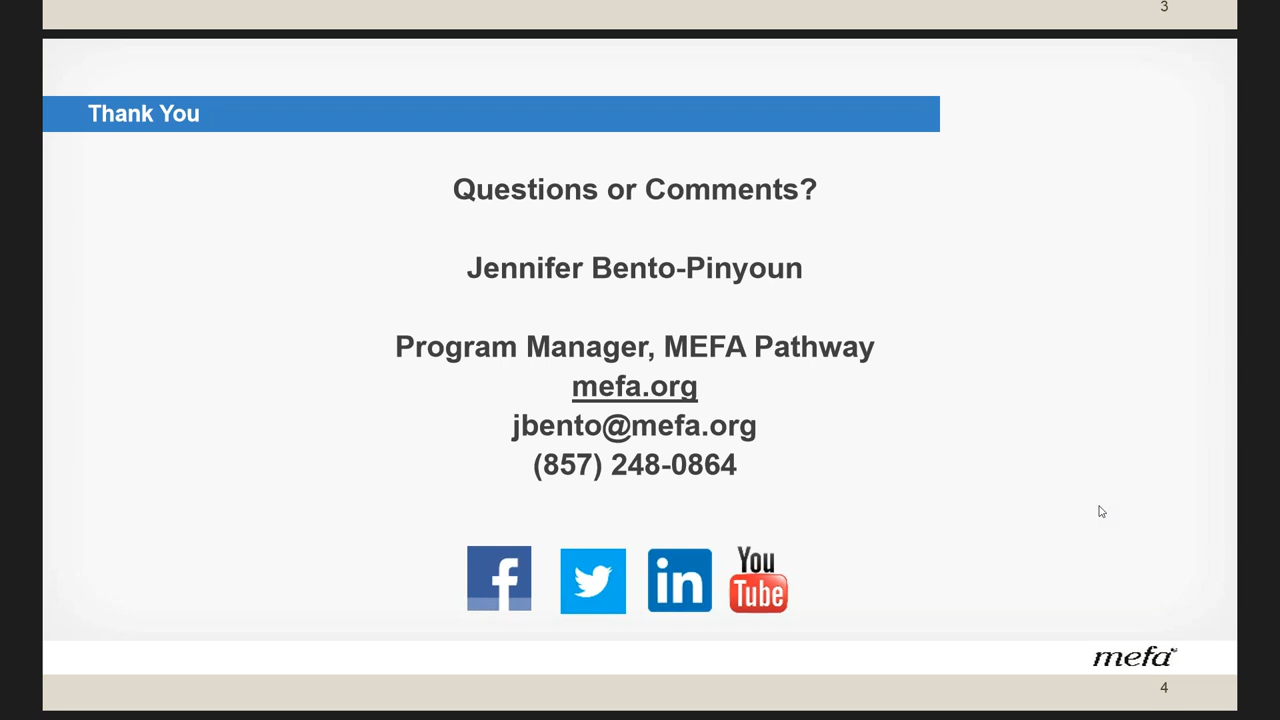 3
Thank You
Questions or Comments?
Jennifer Bento-Pinyoun
Program Manager, MEFA Pathway
mefa.org
jbento@mefa.org
(857) 248-0864
f
in
You
Tube
mefa
4